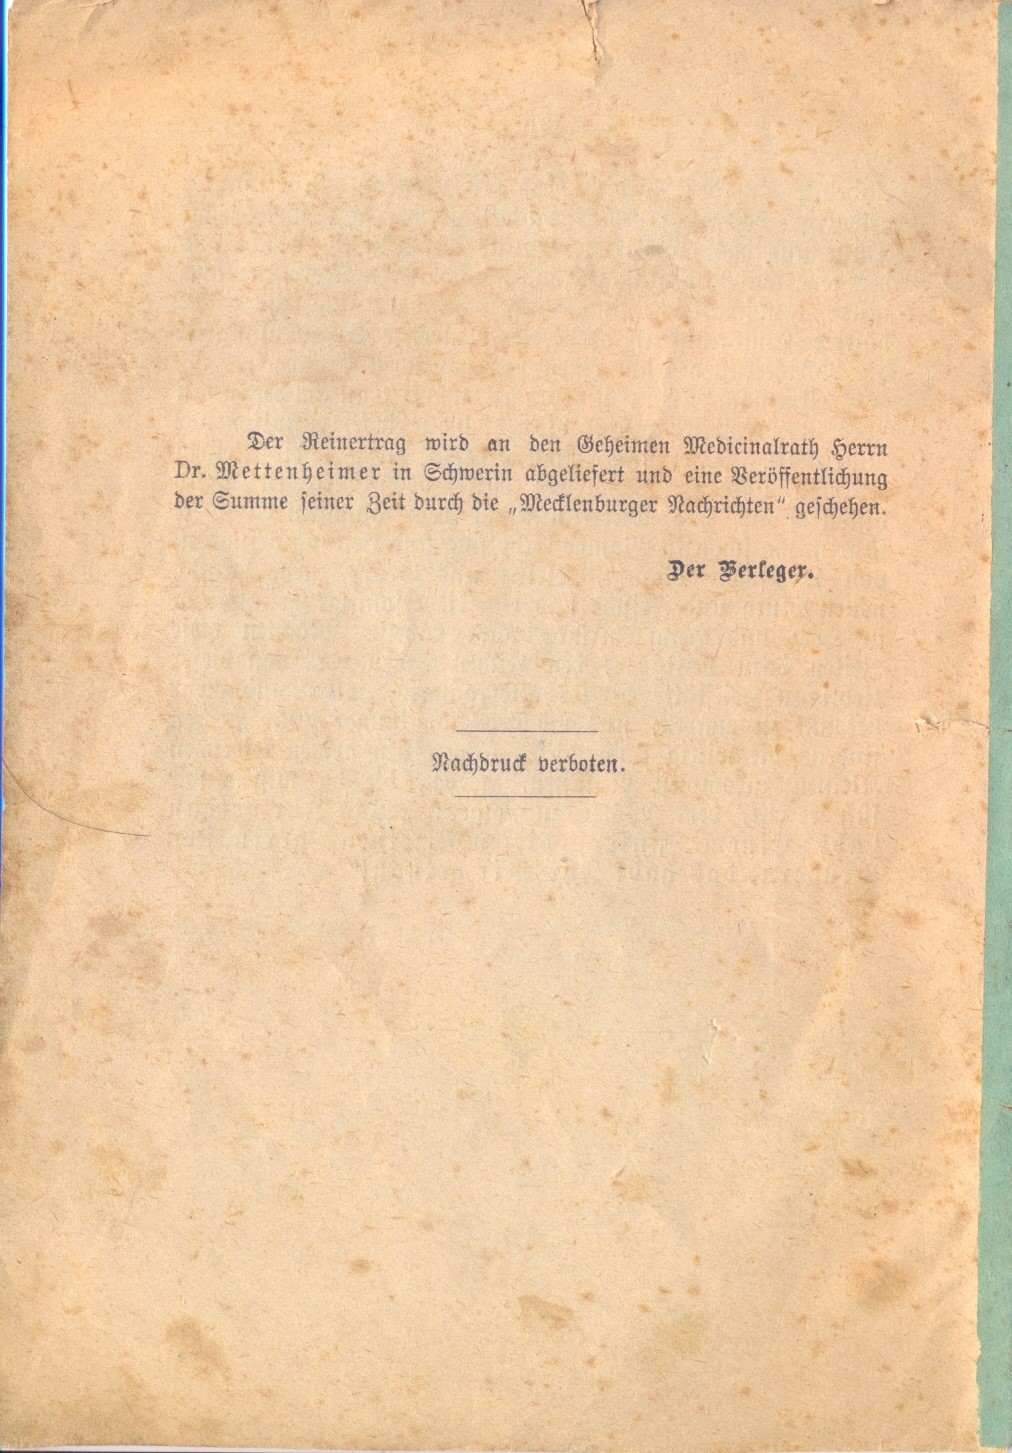 Der Reinertrag wird an den Geheimen Medicinalrath Herrn
Dr. Mettenheimer in Schwerin abgeliefert und eine Veröffentlichung
der Summe seiner Zeit durch die „Mecklenburger Nachrichten“ geschehen.
Der Verleger.
Nachdruck verboten.